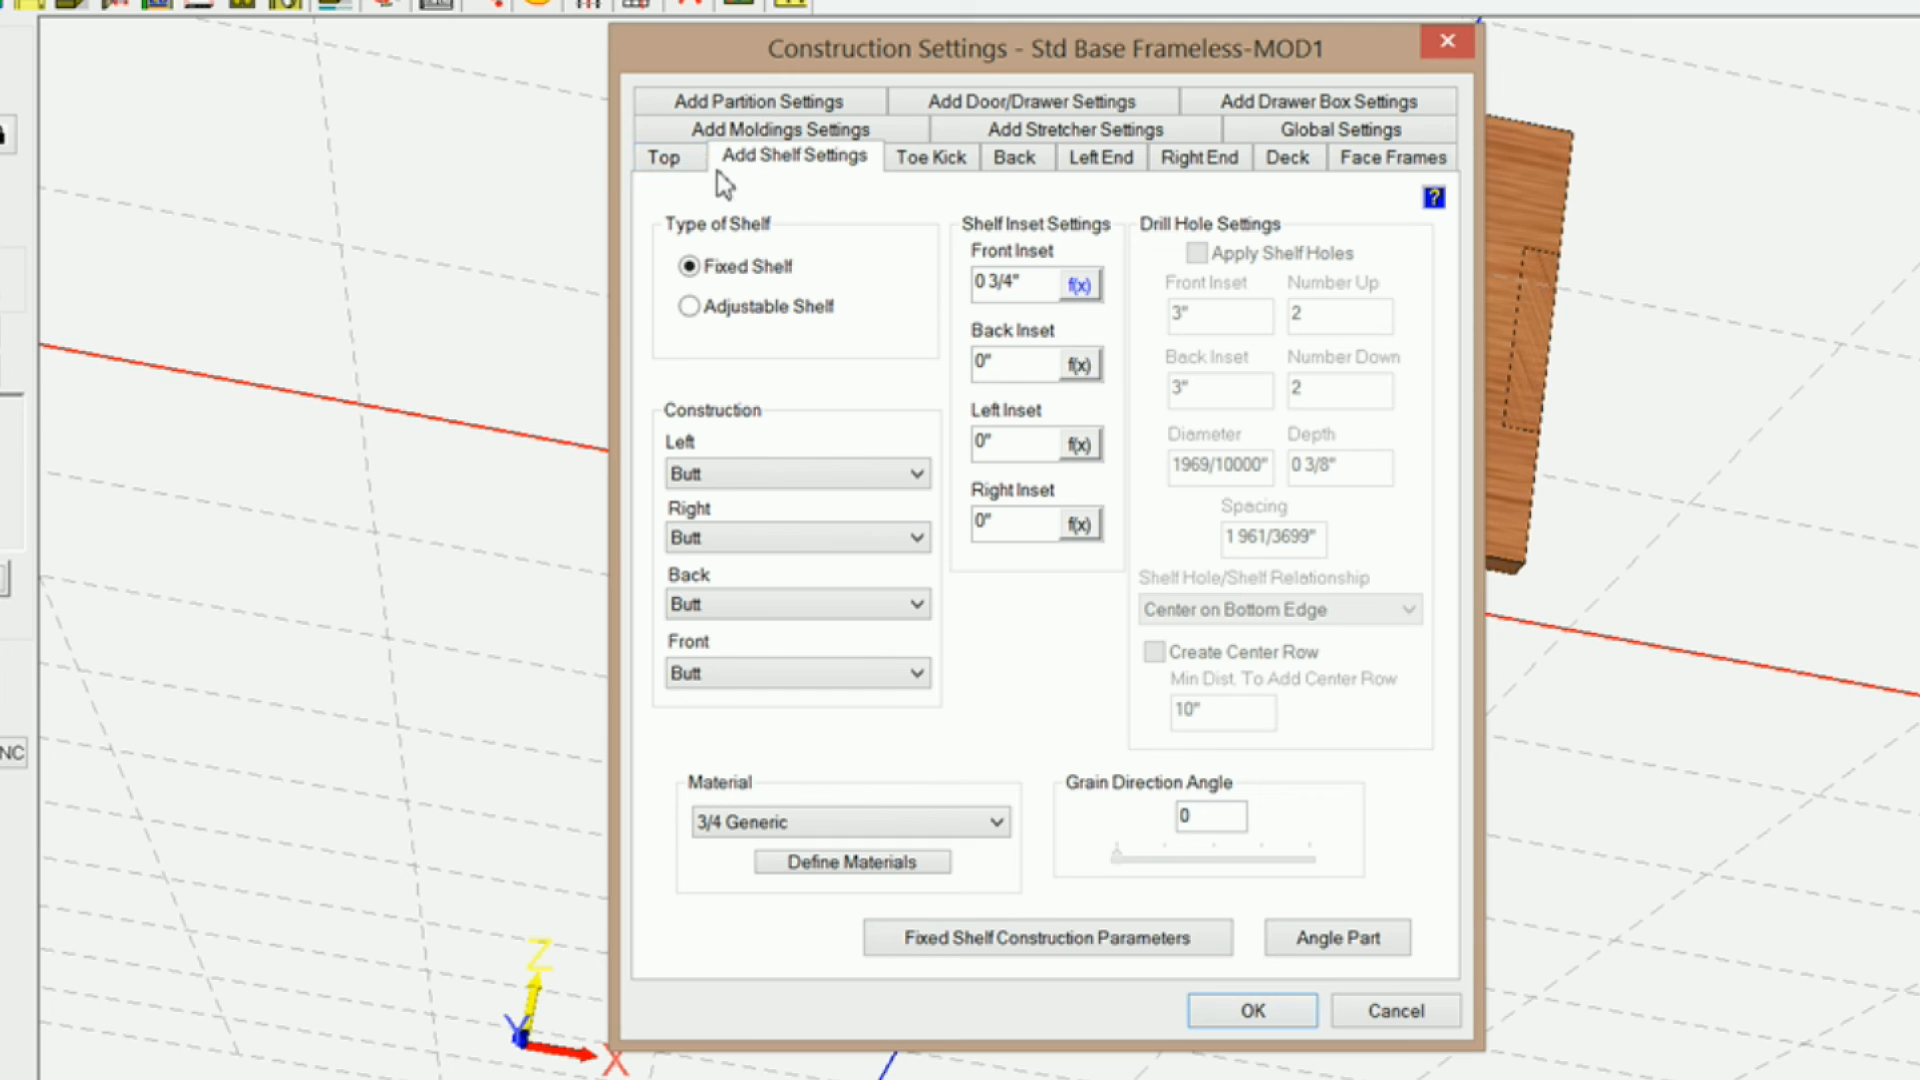 Construction Settings - Std Base Frameless-MOD1
Add Partition Settings
Add Door/Drawer Settings
Add Drawer Box Settings
Add Moldings Settings
Add Stretcher Settings
Global Settings
Top
Add Shelf Settings
Toe Kick
Back
Left End
Right End
Deck
Face Frames
?
Type of Shelf
Fixed Shelf
Adjustable Shelf
Construction
Left
Butt
Right
Butt
Back
Butt
Front
Butt
Shelf Inset Settings
Front Inset
0 3/4" f(x)
Back Inset
0" f(x)
Left Inset
0" f(x)
Right Inset
0" f(x)
Drill Hole Settings
Apply Shelf Holes
Front Inset Number Up
3" 2
Back Inset Number Down
3" 2
Diameter Depth
1969/10000" 0 3/8"
Spacing
1 961/3699"
Shelf Hole/Shelf Relationship
Center on Bottom Edge
Create Center Row
Min Dist. To Add Center Row
10"
Material
3/4 Generic
Define Materials
Grain Direction Angle
0
Fixed Shelf Construction Parameters
Angle Part
OK
Cancel
NC
Z
Y
X